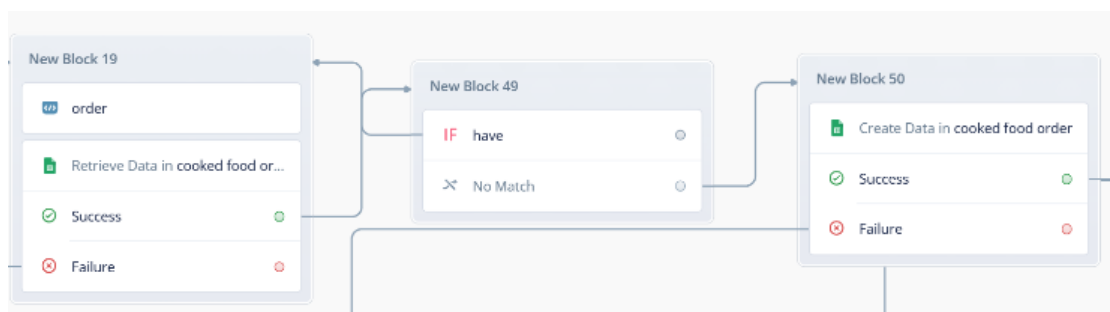 New Block 19
order
Retrieve Data in cooked food or...
Success
Failure
New Block 49
IF have
No Match
New Block 50
Create Data in cooked food order
Success
Failure